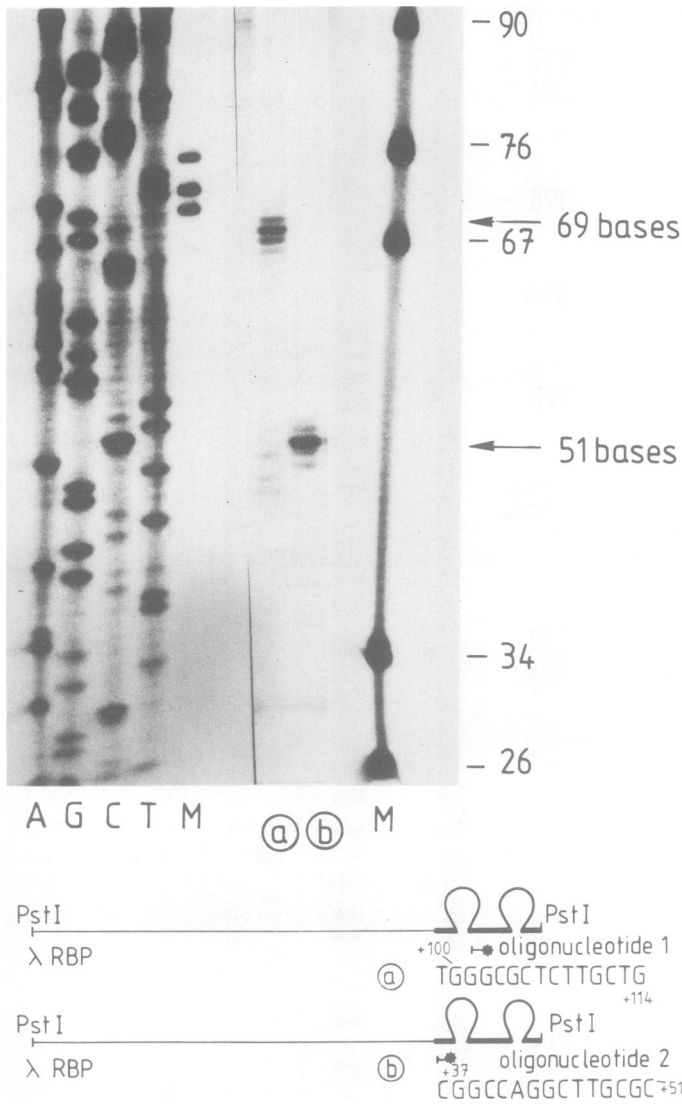 90
76
69 bases
67
51 bases
34
26
A G C T M ⓐ ⓑ M
PstI PstI
λ RBP +100 oligonucleotide 1
ⓐ TGGGCGCTCTTGCTG
+114
PstI PstI
λ RBP ⓑ +37 oligonucleotide 2
CGGCCAGGCTTGCGC +51